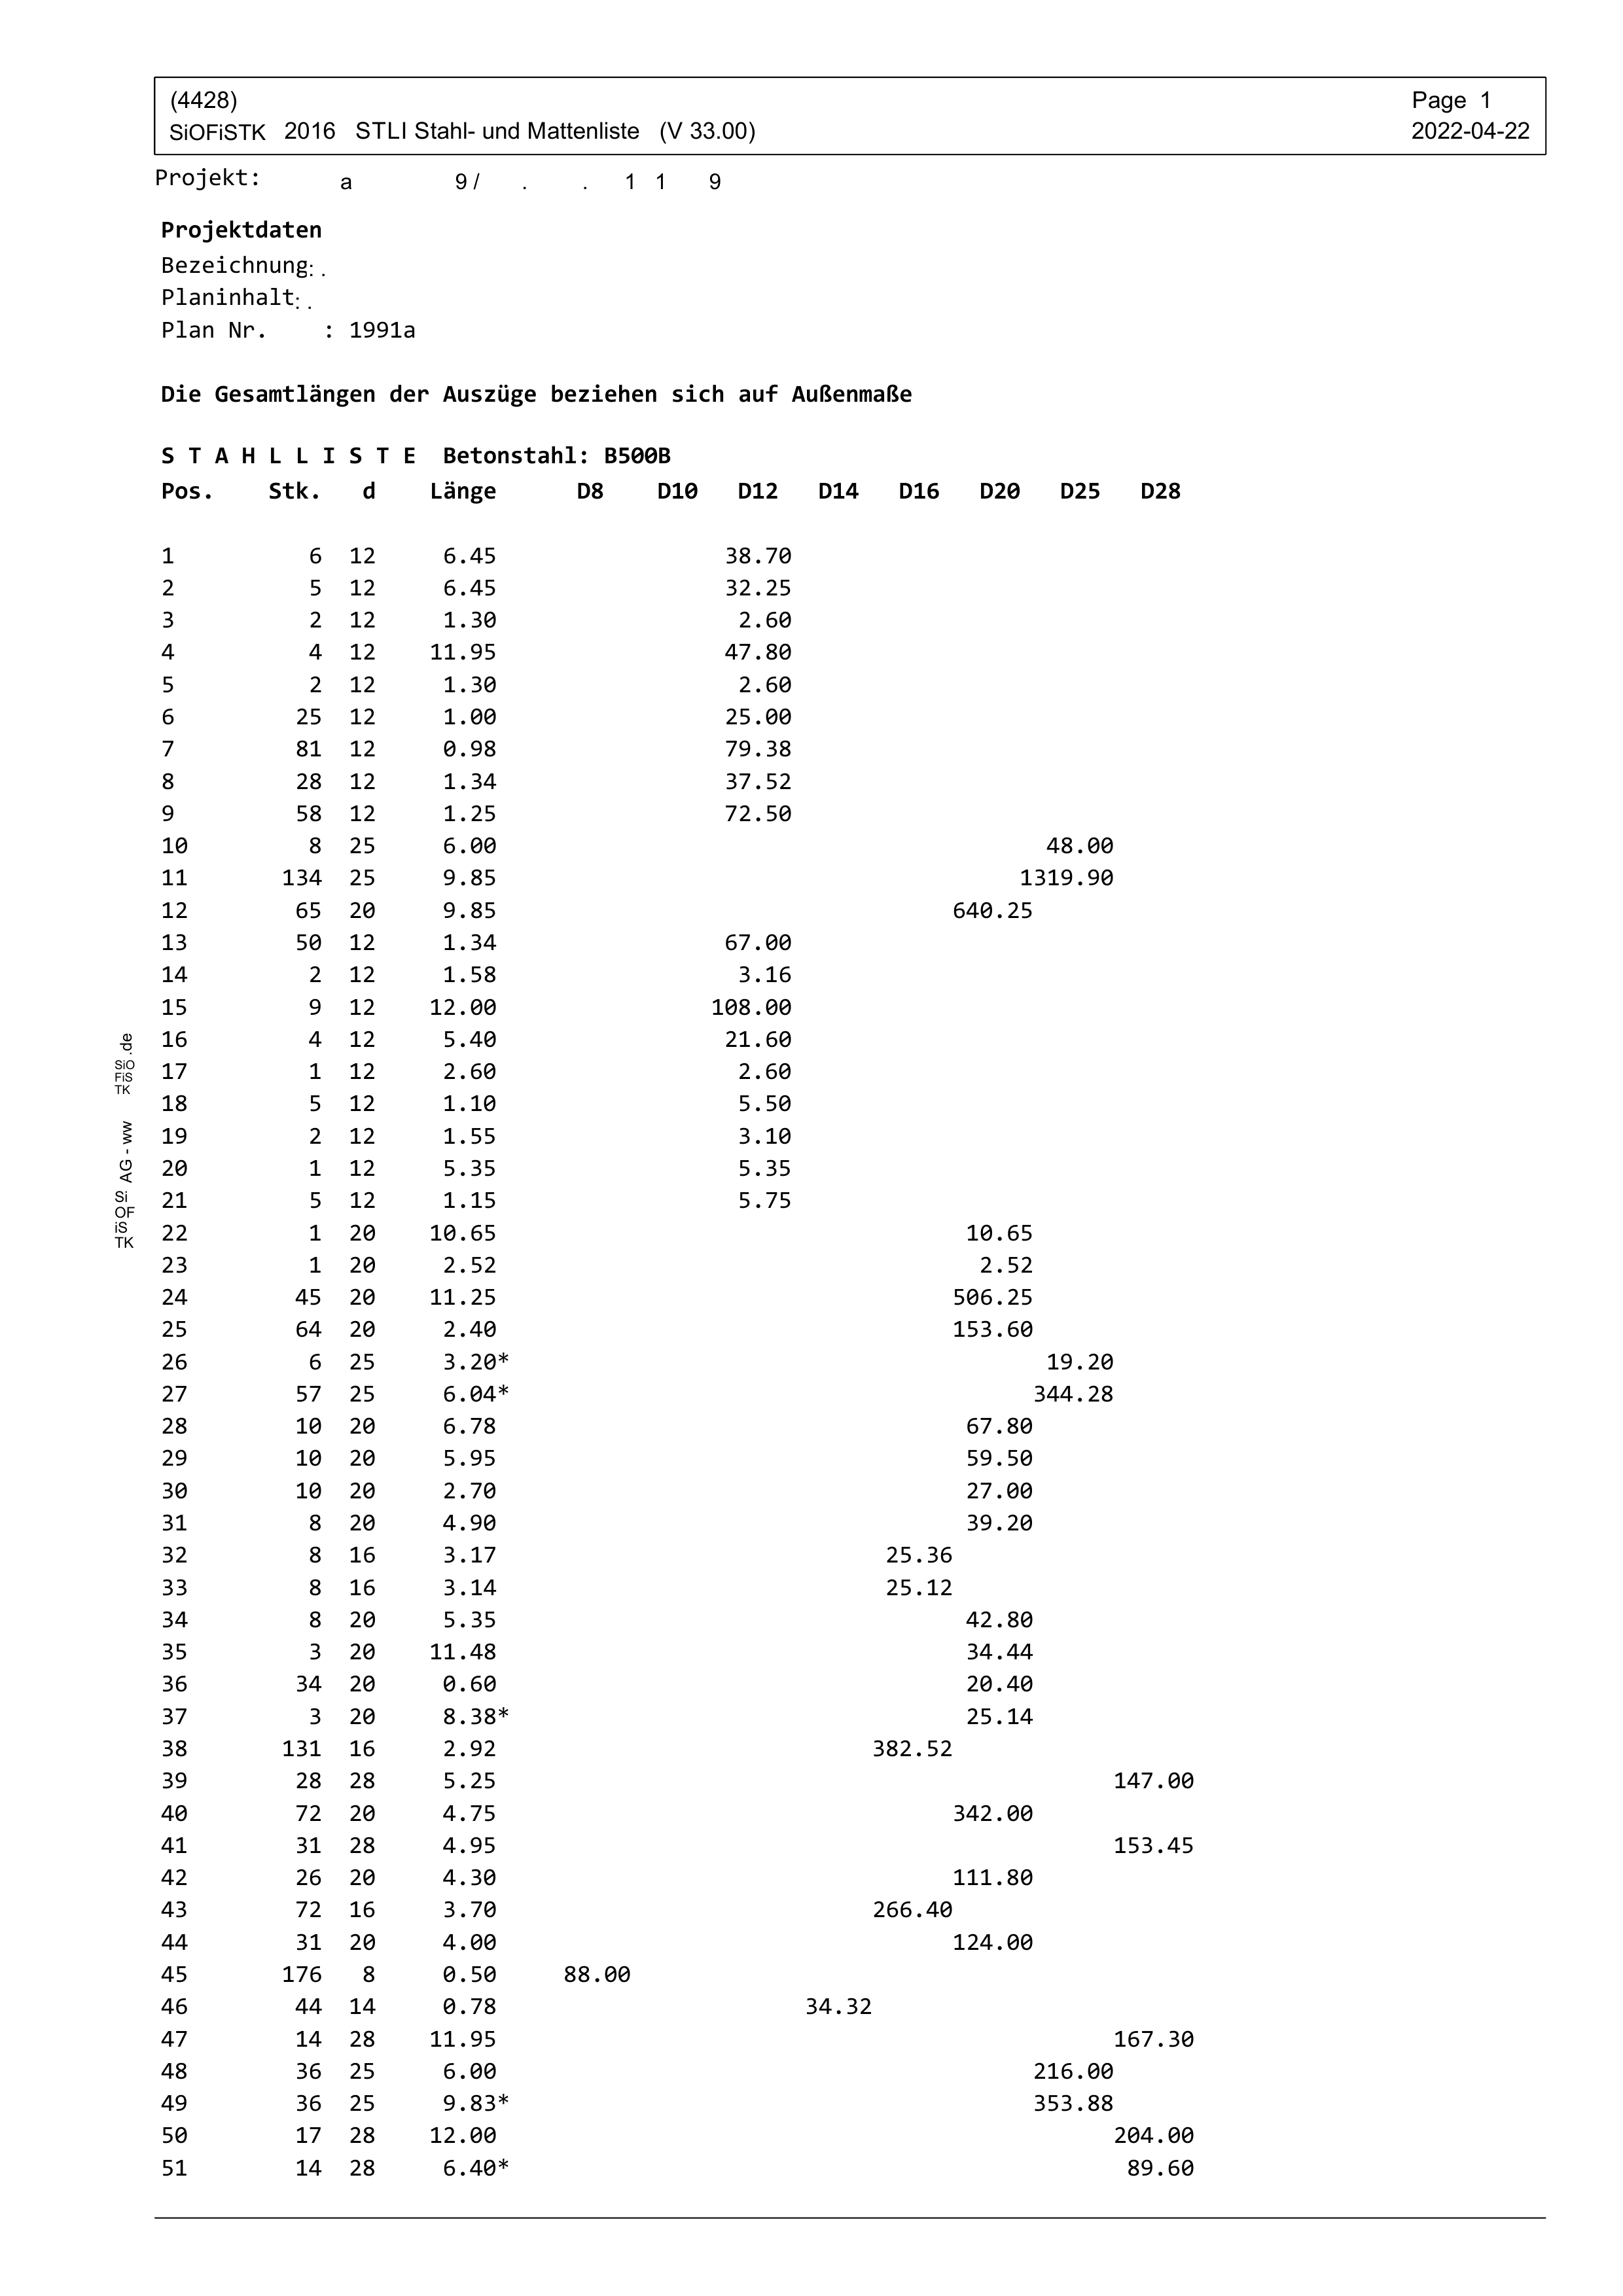 (4428) Page 1
SiOFiSTK 2016 STLI Stahl- und Mattenliste (V 33.00) 2022-04-22
Projekt: a 9 / . . 1 1 9
Projektdaten
Bezeichnung: .
Planinhalt: .
Plan Nr. : 1991a
Die Gesamtlängen der Auszüge beziehen sich auf Außenmaße
S T A H L L I S T E Betonstahl: B500B
Pos. Stk. d Länge D8 D10 D12 D14 D16 D20 D25 D28
1 6 12 6.45 38.70
2 5 12 6.45 32.25
3 2 12 1.30 2.60
4 4 12 11.95 47.80
5 2 12 1.30 2.60
6 25 12 1.00 25.00
7 81 12 0.98 79.38
8 28 12 1.34 37.52
9 58 12 1.25 72.50
10 8 25 6.00 48.00
11 134 25 9.85 1319.90
12 65 20 9.85 640.25
13 50 12 1.34 67.00
14 2 12 1.58 3.16
15 9 12 12.00 108.00
16 4 12 5.40 21.60
17 1 12 2.60 2.60
18 5 12 1.10 5.50
19 2 12 1.55 3.10
20 1 12 5.35 5.35
21 5 12 1.15 5.75
22 1 20 10.65 10.65
23 1 20 2.52 2.52
24 45 20 11.25 506.25
25 64 20 2.40 153.60
26 6 25 3.20* 19.20
27 57 25 6.04* 344.28
28 10 20 6.78 67.80
29 10 20 5.95 59.50
30 10 20 2.70 27.00
31 8 20 4.90 39.20
32 8 16 3.17 25.36
33 8 16 3.14 25.12
34 8 20 5.35 42.80
35 3 20 11.48 34.44
36 34 20 0.60 20.40
37 3 20 8.38* 25.14
38 131 16 2.92 382.52
39 28 28 5.25 147.00
40 72 20 4.75 342.00
41 31 28 4.95 153.45
42 26 20 4.30 111.80
43 72 16 3.70 266.40
44 31 20 4.00 124.00
45 176 8 0.50 88.00
46 44 14 0.78 34.32
47 14 28 11.95 167.30
48 36 25 6.00 216.00
49 36 25 9.83* 353.88
50 17 28 12.00 204.00
51 14 28 6.40* 89.60
Si
OF
iS
TK
AG - ww
SiO
FiS
TK
.de